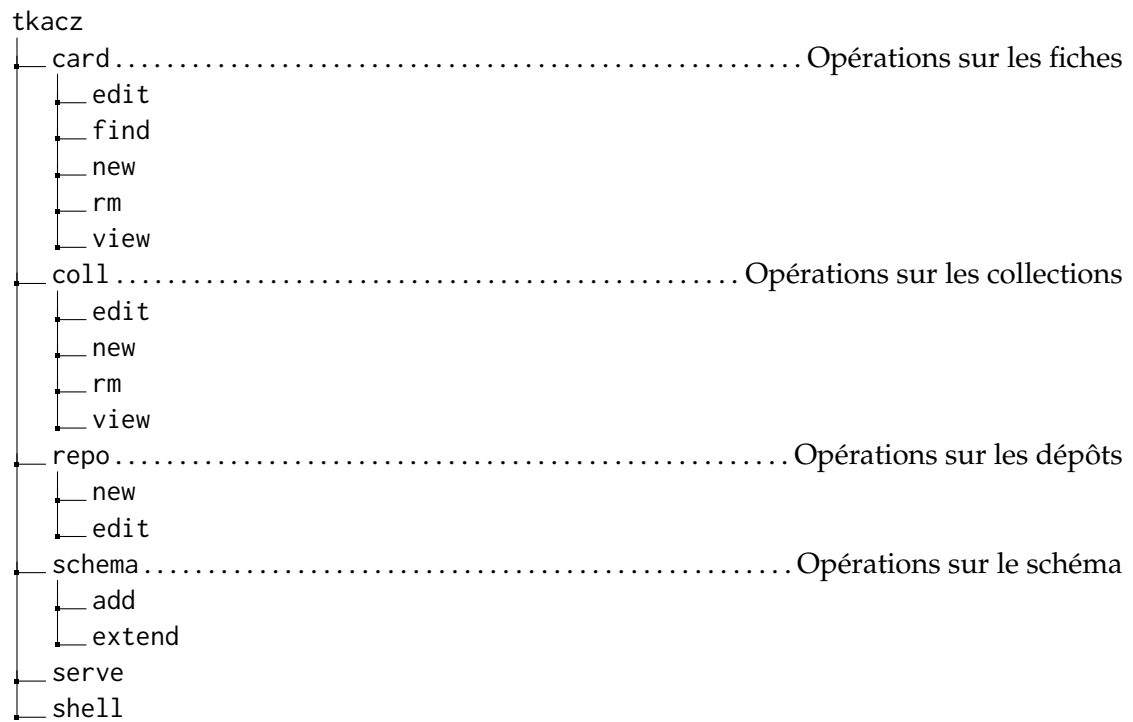 tkacz
card......................................................Opérations sur les fiches
edit
find
new
rm
view
coll.................................................Opérations sur les collections
edit
new
rm
view
repo.....................................................Opérations sur les dépôts
new
edit
schema...................................................Opérations sur le schéma
add
extend
serve
shell